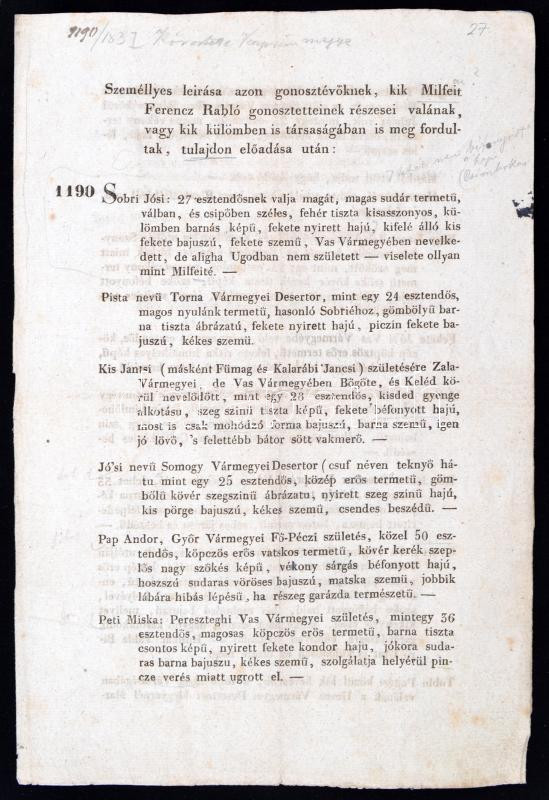 1190/1837 27
Személlyes leirása azon gonosztévőknek, kik Milfeit
Ferencz Rabló gonosztetteinek részesei valának,
vagy kik külömben is társaságában is meg fordul-
tak, tulajdon előadása után:
1190 Sobri Jósi: 27 esztendősnek valja magát, magas sudár termetű,
válban, és csipőben széles, fehér tiszta kisasszonyos, kü-
lömben barnás képű, fekete nyirett hajú, kifelé álló kis
fekete bajuszú, fekete szemű, Vas Vármegyében nevelke-
dett, de aligha Ugodban nem született — viselete ollyan
mint Milfeité. —
Pista nevű Torna Vármegyei Desertor, mint egy 24 esztendős,
magos nyulánk termetű, hasonló Sobriéhoz, gömbölyű bar-
na tiszta ábrázatú, fekete nyirett hajú, piczin fekete ba-
juszú, kékes szemű.
Kis Jantsi (másként Fümag és Kalarábi Jancsi) születésére Zala-
Vármegyei, de Vas Vármegyében Bögöte, és Keléd kö-
rűl nevelődött, mint egy 28 esztendős, kisded gyenge
alkotásu, szeg szinű tiszta képű, fekete béfonyott hajú,
most is csak mohódzó forma bajuszú, barna szemű, igen
jó lövő, 's felettébb bátor sött vakmerő. —
Jó'si nevű Somogy Vármegyei Desertor (csuf néven teknyő há-
tu mint egy 25 esztendős, közép erős termetű, göm-
bölű kövér szegszinű ábrázatu, nyirett szeg szinű hajú,
kis pörge bajuszú, kékes szemű, csendes beszédű. —
Pap Andor, Győr Vármegyei Fő-Péczi születés, közel 50 esz-
tendős, köpczös erős vatskos termetű, kövér kerék szep-
lős nagy szőkés képű, vékony sárgás béfonyott hajú,
hoszszú sudaras vöröses bajuszú, matska szemű, jobbik
lábára hibás lépésű, ha részeg garázda természetű. —
Peti Miska: Pereszteghi Vas Vármegyei születés, mintegy 36
esztendős, magosas köpczös erős termetű, barna tiszta
csontos képű, nyirett fekete kondor haju, jókora suda-
ras barna bajuszu, kékes szemű, szolgálatja helyérűl pin-
cze verés miatt ugrott el. —